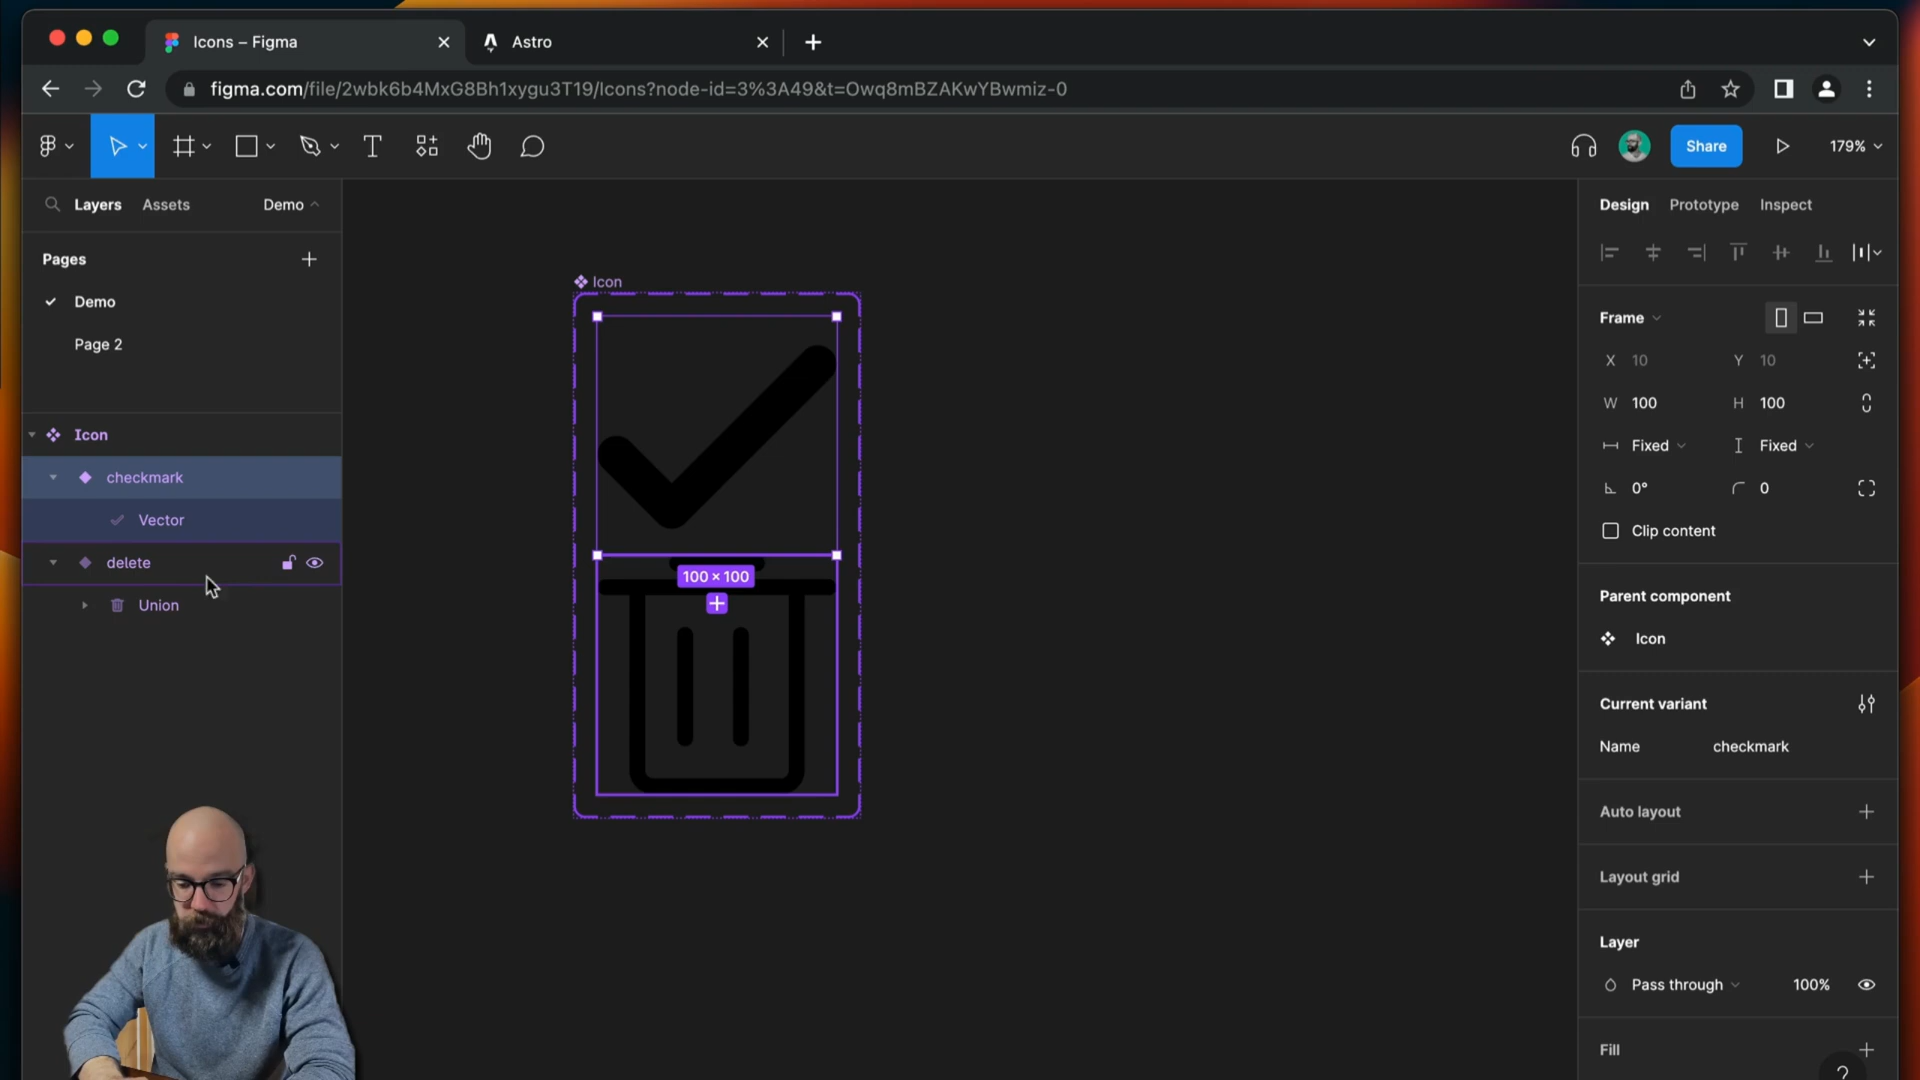 Icons – Figma
Astro
figma.com/file/2wbk6b4MxG8Bh1xygu3T19/Icons?node-id=3%3A49&t=Owq8mBZAKwYBwmiz-0
Share
179%
Layers
Assets
Demo
Pages
Demo
Page 2
Icon
checkmark
Vector
delete
Union
Icon
100 × 100
Design
Prototype
Inspect
Frame
X 10
Y 10
W 100
H 100
Fixed
Fixed
0°
0
Clip content
Parent component
Icon
Current variant
Name
checkmark
Auto layout
Layout grid
Layer
Pass through
100%
Fill
?